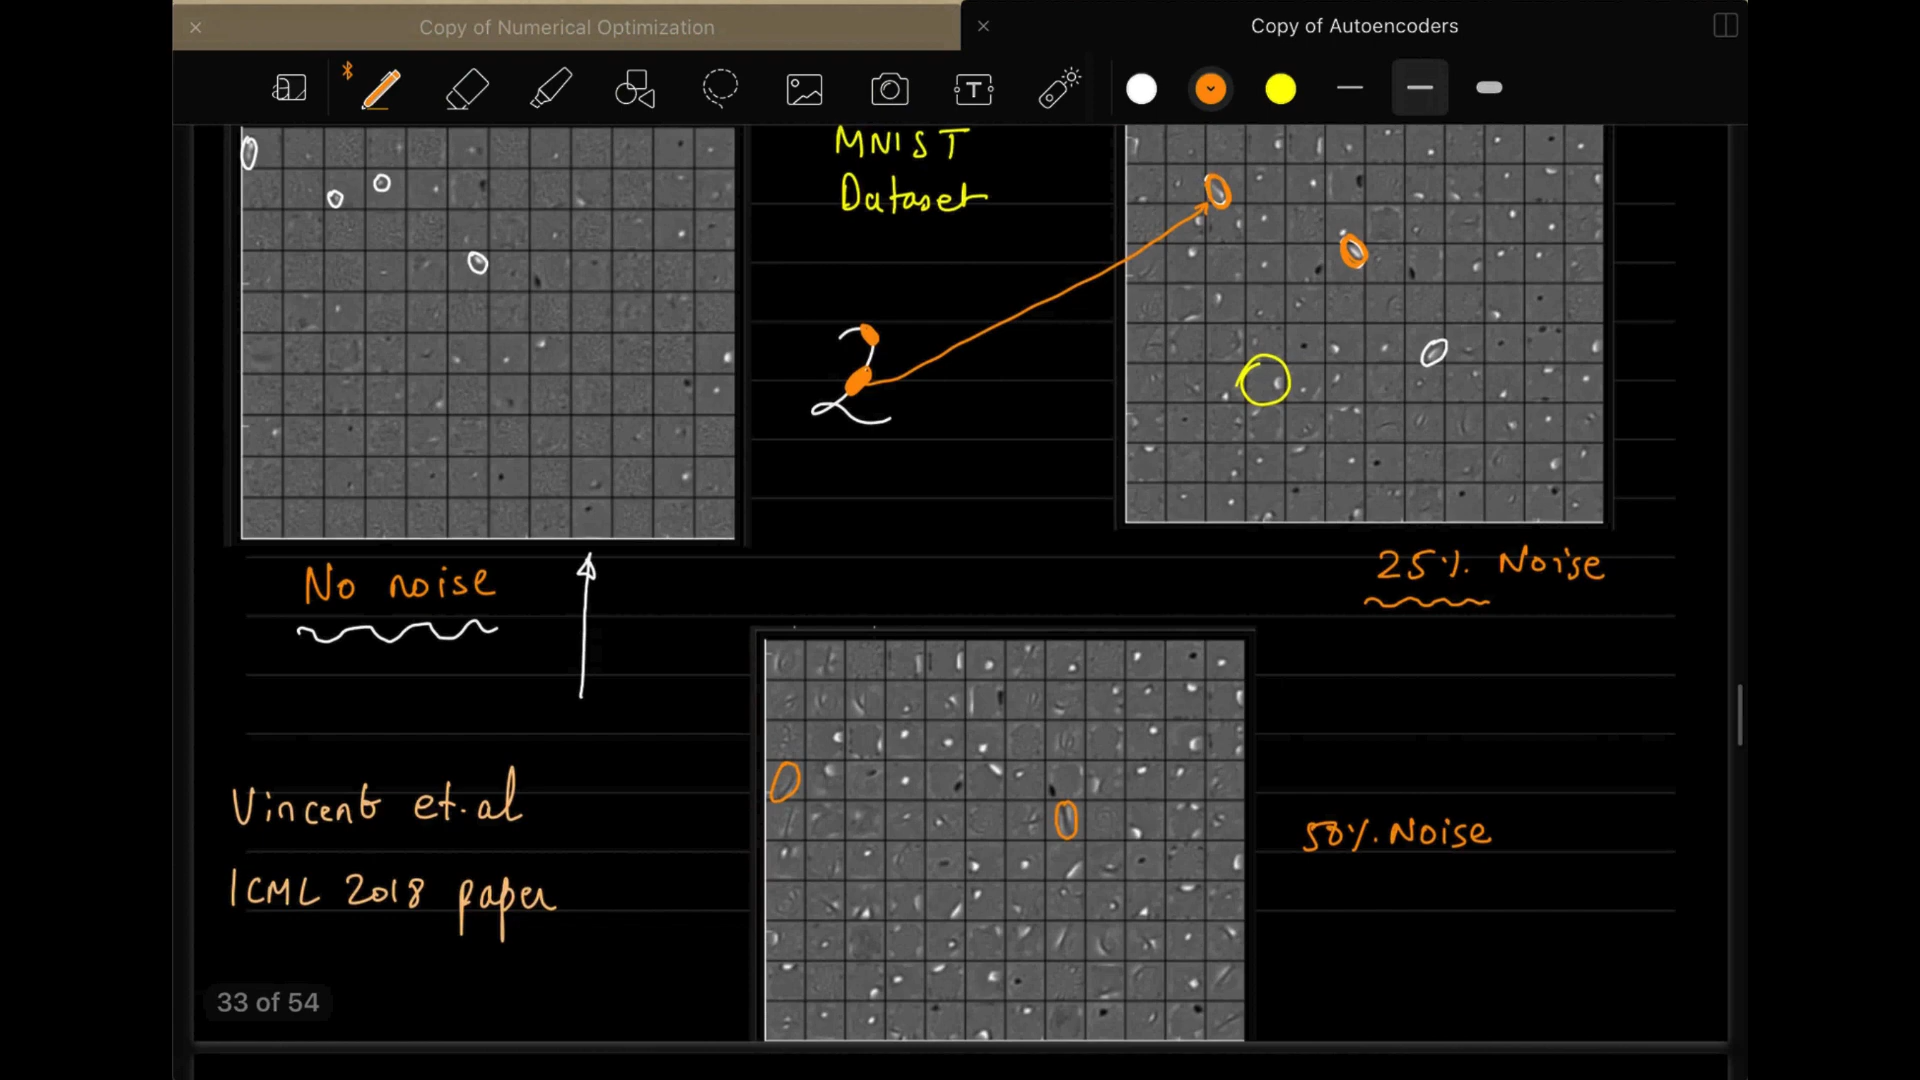 Copy of Numerical Optimization
Copy of Autoencoders
MNIST
Dataset
No noise
25% Noise
Vincent et.al
ICML 2018 paper
50% Noise
33 of 54